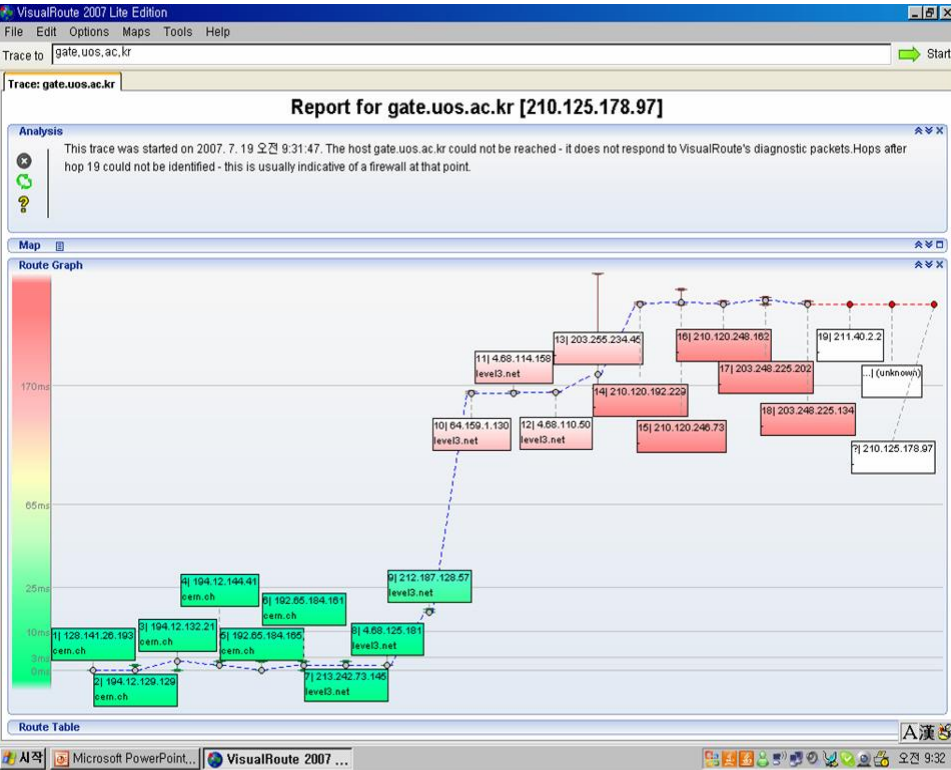 VisualRoute 2007 Lite Edition
File Edit Options Maps Tools Help
Trace to gate.uos.ac.kr Start
Trace: gate.uos.ac.kr
Report for gate.uos.ac.kr [210.125.178.97]
Analysis
This trace was started on 2007. 7. 19 오전 9:31:47. The host gate.uos.ac.kr could not be reached - it does not respond to VisualRoute's diagnostic packets.Hops after
hop 19 could not be identified - this is usually indicative of a firewall at that point.
Map
Route Graph
170ms
65ms
25ms
10ms
3ms
0ms
1| 128.141.26.193
cern.ch
2| 194.12.129.129
cern.ch
3| 194.12.132.21
cern.ch
4| 194.12.144.41
cern.ch
5| 192.65.184.165
cern.ch
6| 192.65.184.161
cern.ch
7| 213.242.73.145
level3.net
8| 4.68.125.181
level3.net
9| 212.187.128.57
level3.net
10| 64.159.1.130
level3.net
11| 4.68.114.158
level3.net
12| 4.68.110.50
level3.net
13| 203.255.234.45
14| 210.120.192.229
15| 210.120.246.73
16| 210.120.248.162
17| 203.248.225.202
18| 203.248.225.134
19| 211.40.2.2
...| (unknown)
?| 210.125.178.97
Route Table
A漢
시작 Microsoft PowerPoint... VisualRoute 2007 ... 오전 9:32